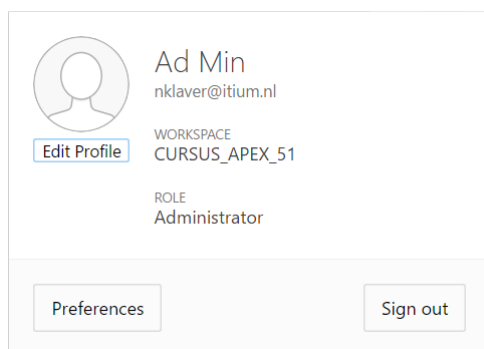 Ad Min
nklaver@itium.nl
WORKSPACE
CURSUS_APEX_51
Edit Profile
ROLE
Administrator
Preferences
Sign out